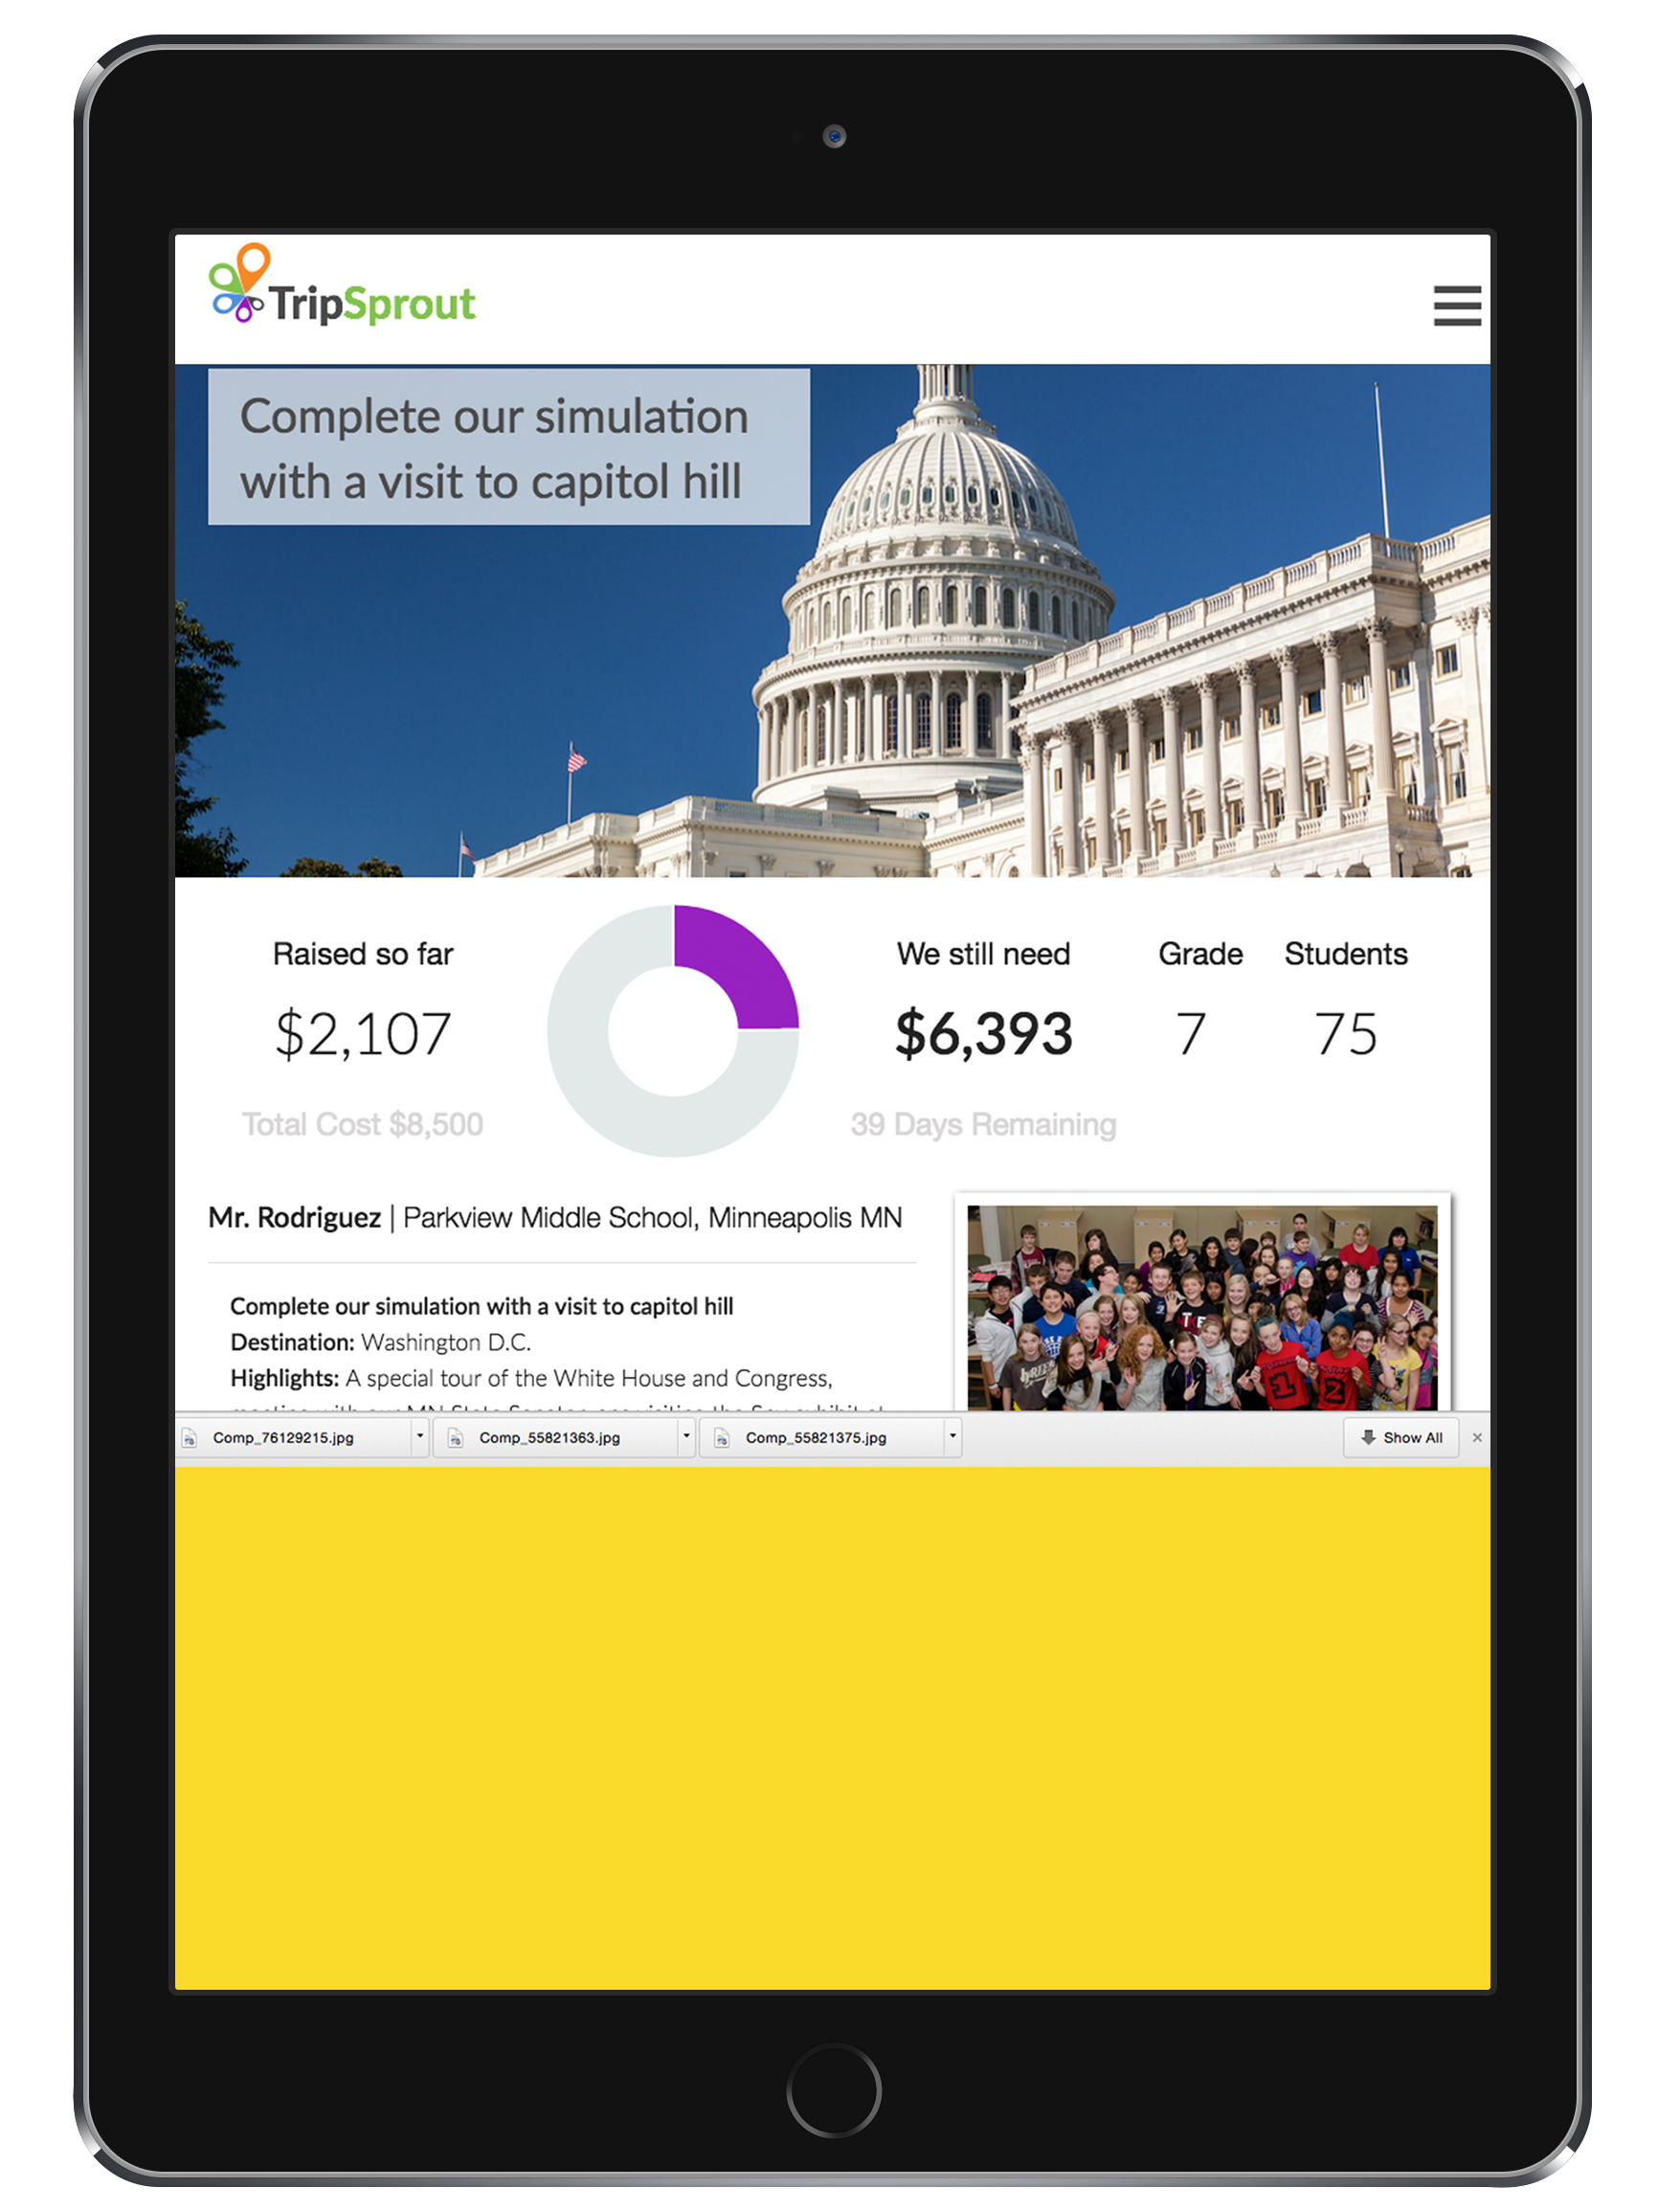 TripSprout
Complete our simulation
with a visit to capitol hill
Raised so far
$2,107
Total Cost $8,500
We still need
$6,393
39 Days Remaining
Grade
7
Students
75
Mr. Rodriguez | Parkview Middle School, Minneapolis MN
Complete our simulation with a visit to capitol hill
Destination: Washington D.C.
Highlights: A special tour of the White House and Congress,
Comp_76129215.jpg
Comp_55821363.jpg
Comp_55821375.jpg
Show All